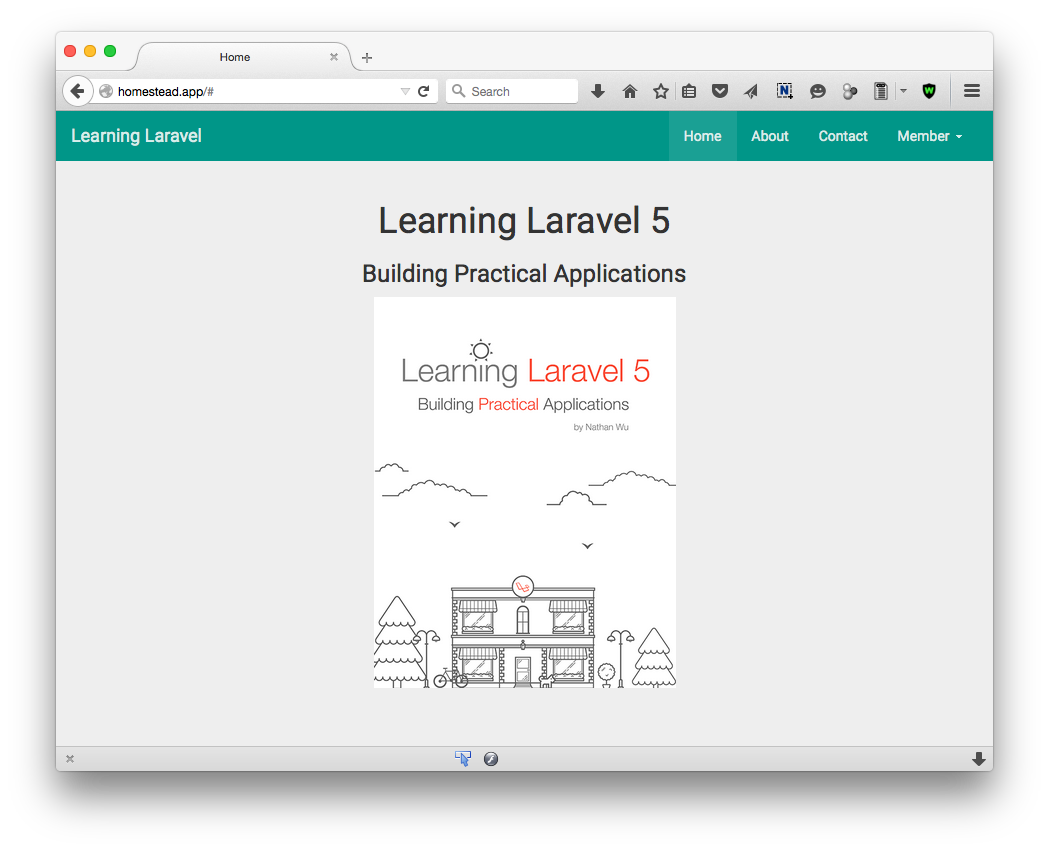 Home
homestead.app/#
Search
Learning Laravel
Home
About
Contact
Member
Learning Laravel 5
Building Practical Applications
Learning Laravel 5
Building Practical Applications
by Nathan Wu